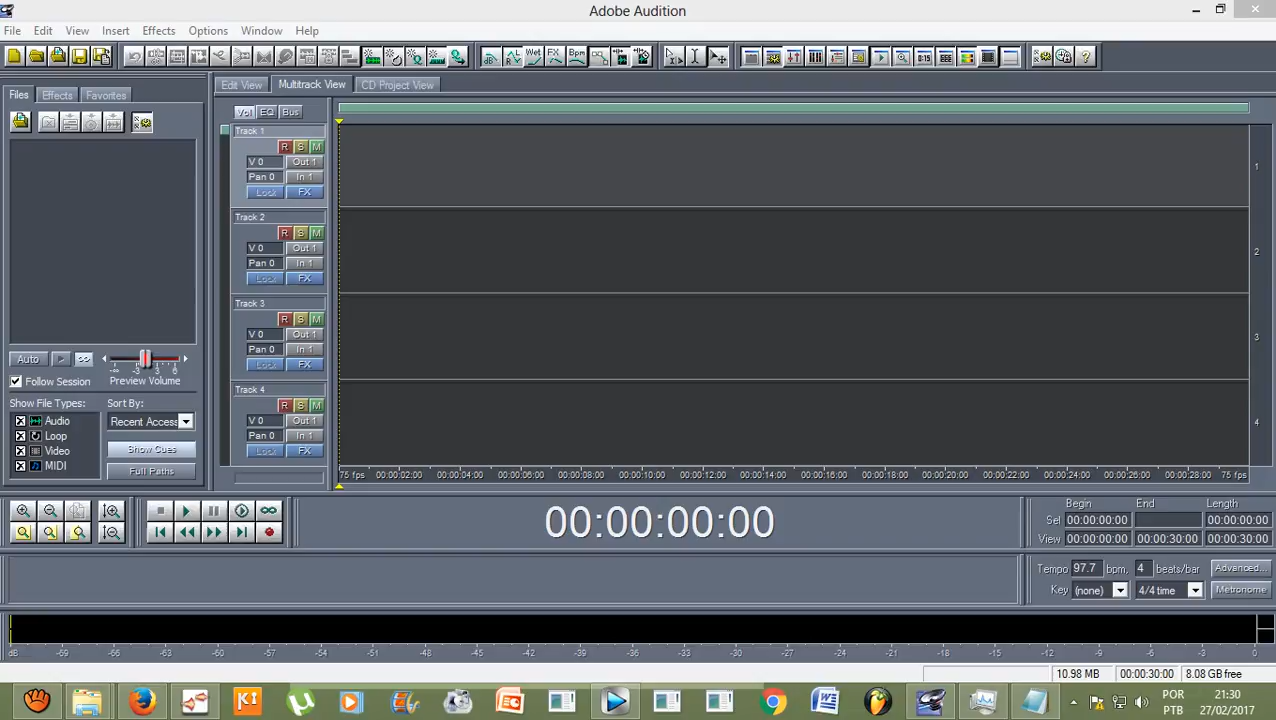 Adobe Audition
File Edit View Insert Effects Options Window Help
Edit View Multitrack View CD Project View
Files Effects Favorites
Vol EQ Bus
Track 1
R S M
V 0 Out 1
Pan 0 In 1
Lock FX
1
Track 2
R S M
V 0 Out 1
Pan 0 In 1
Lock FX
2
Track 3
R S M
V 0 Out 1
Pan 0 In 1
Lock FX
3
Track 4
R S M
V 0 Out 1
Pan 0 In 1
Lock FX
4
Auto
Follow Session
Preview Volume
Show File Types:
Audio
Loop
Video
MIDI
Sort By:
Recent Access
Show Cues
Full Paths
75 fps 00:00:02:00 00:00:04:00 00:00:06:00 00:00:08:00 00:00:10:00 00:00:12:00 00:00:14:00 00:00:16:00 00:00:18:00 00:00:20:00 00:00:22:00 00:00:24:00 00:00:26:00 00:00:28:00 75 fps
00:00:00:00
Begin End Length
Sel 00:00:00:00 00:00:00:00
View 00:00:00:00 00:00:30:00 00:00:30:00
Tempo 97.7 bpm, 4 beats/bar Advanced...
Key (none) 4/4 time Metronome
dB -69 -66 -63 -60 -57 -54 -51 -48 -45 -42 -39 -36 -33 -30 -27 -24 -21 -18 -15 -12 -9 -6 -3 0
10.98 MB 00:00:30:00 8.08 GB free
POR 21:30
PTB 27/02/2017